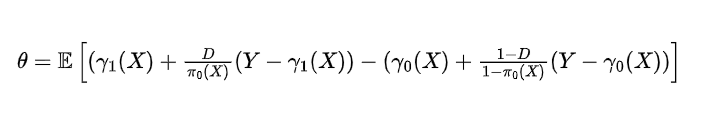 θ = 𝔼[(γ₁(X) + D/π₀(X) (Y − γ₁(X)) − (γ₀(X) + 1−D/1−π₀(X) (Y − γ₀(X))]